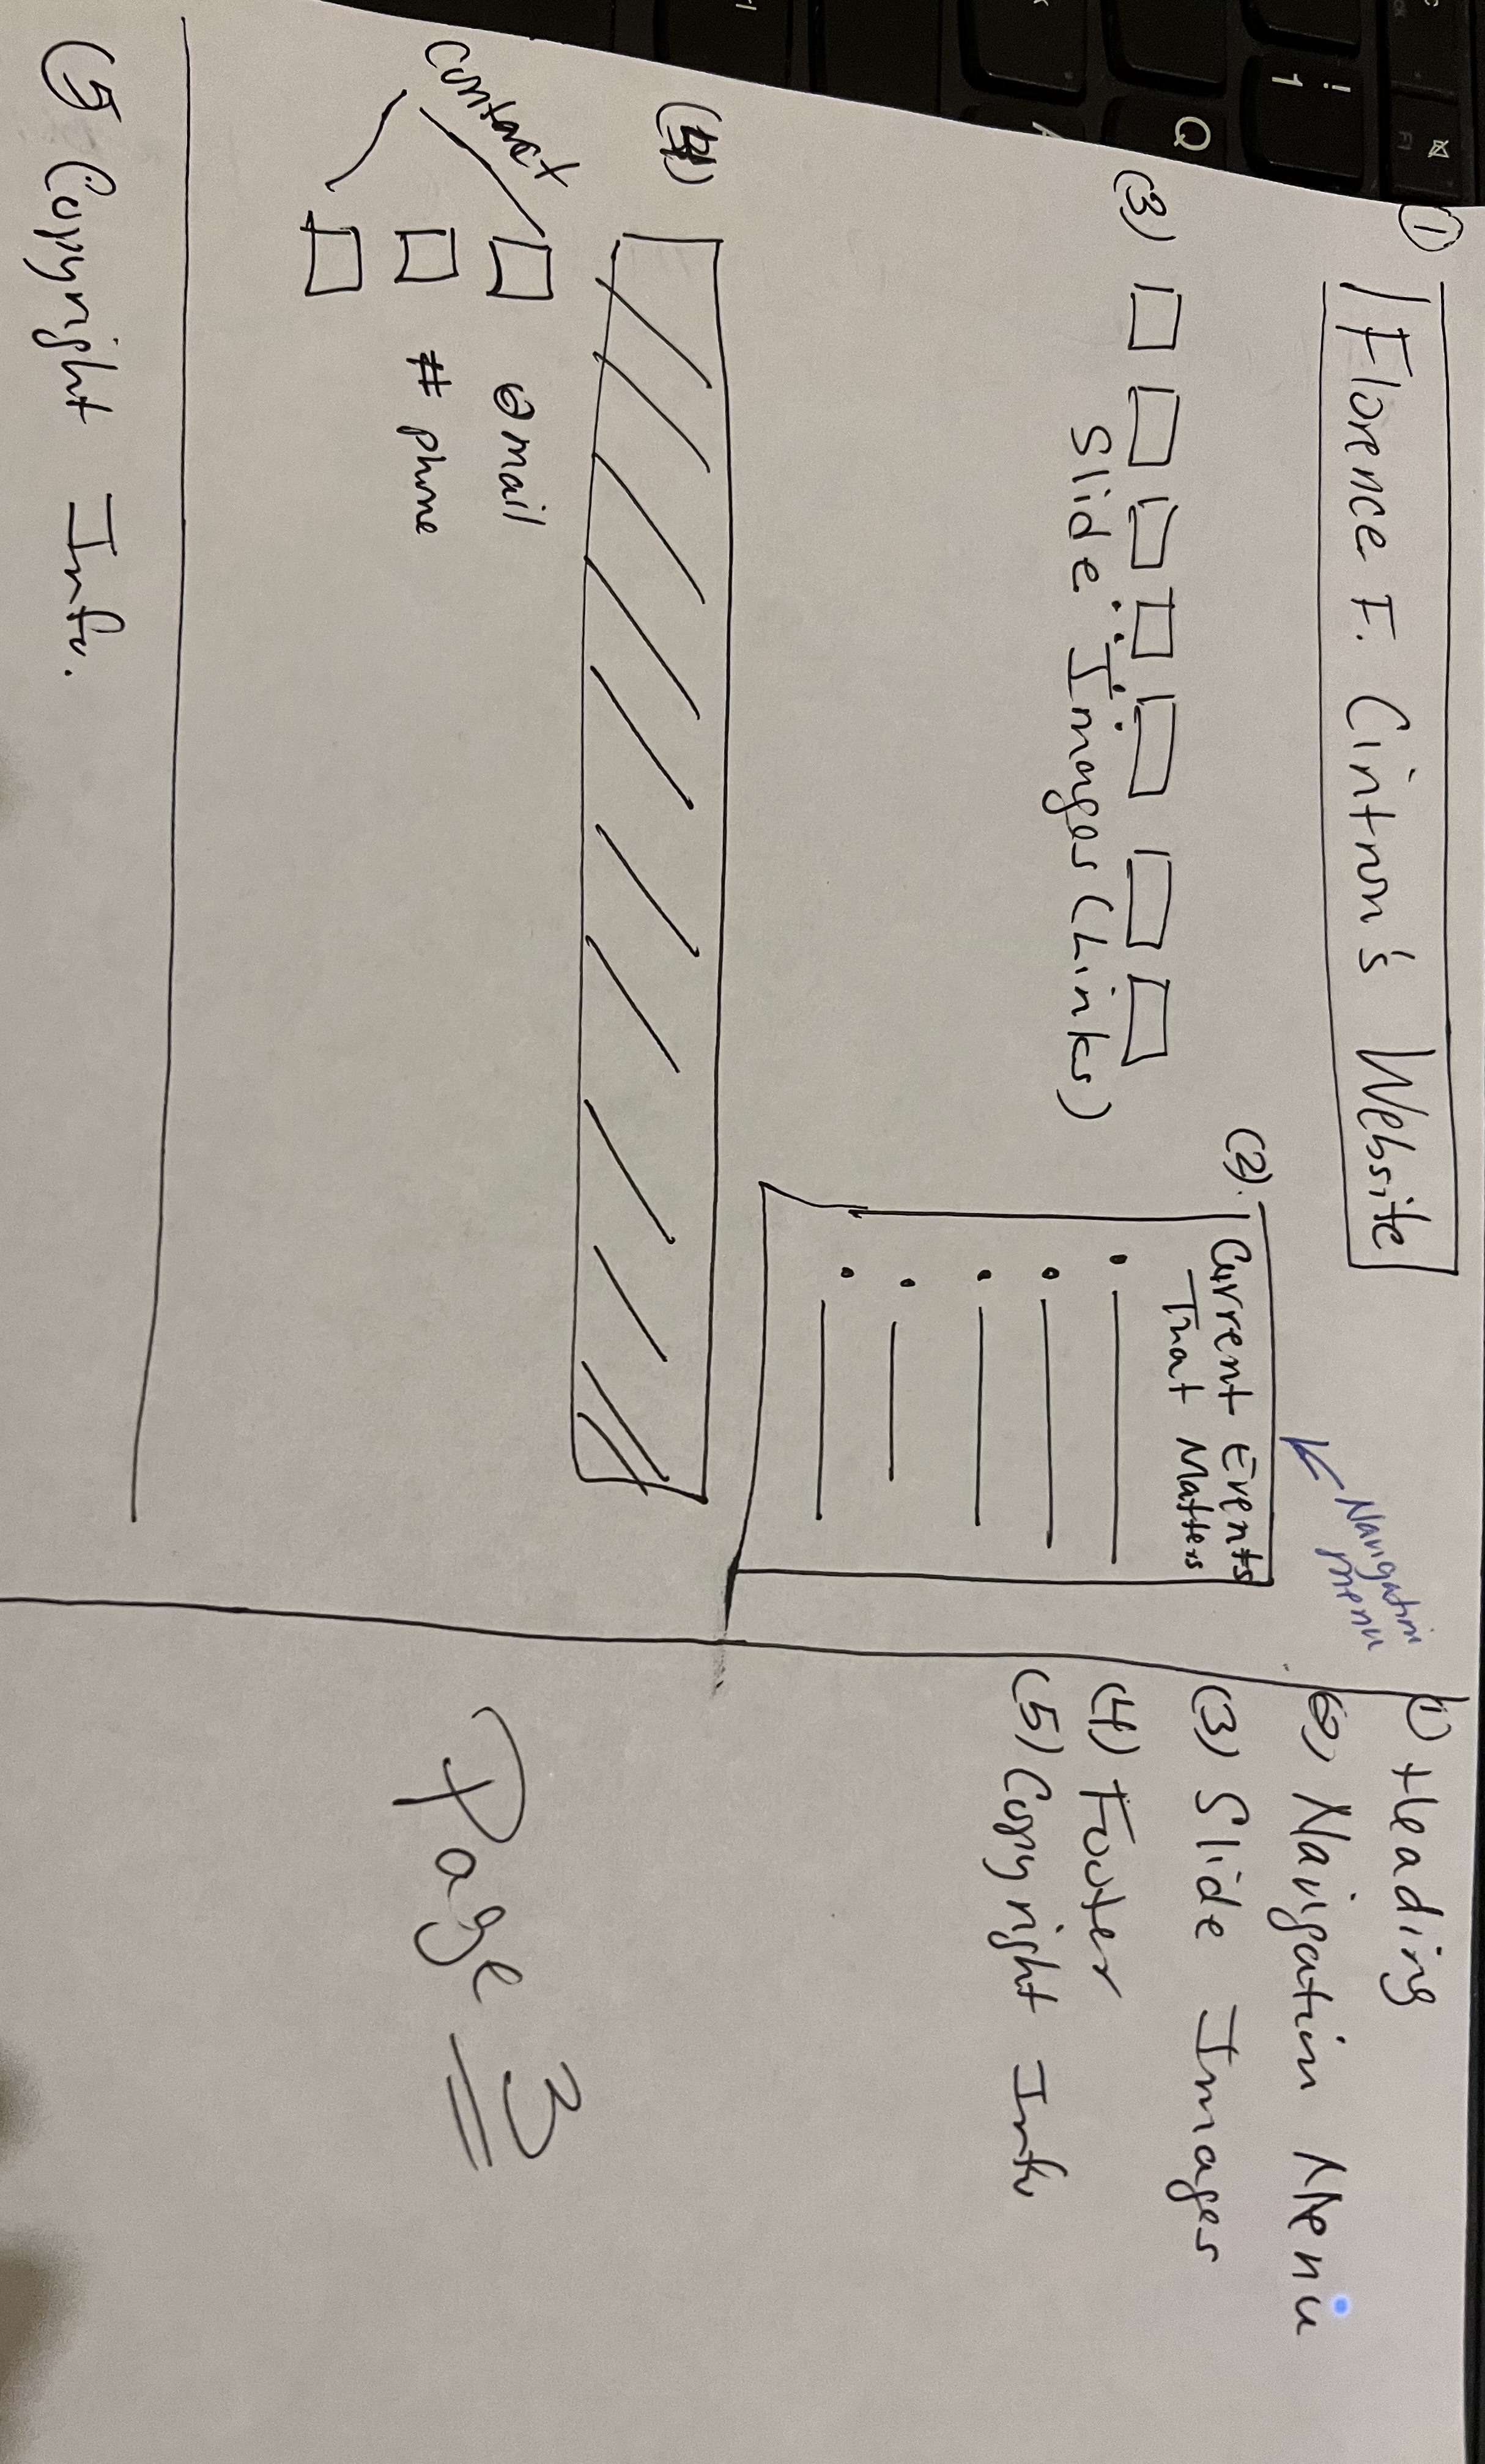 ① Florence F. Cintron's Website
Navigation
menu
(2). Current Events
That Matters
(3)
Slide Images (Links)
(4)
Contact
@mail
# phone
(5 Copyright Info.
1) Heading
(2) Navigation Menu
(3) Slide Images
(4) Footer
(5) Copyright Info
Page 3
!
1
Q
F1